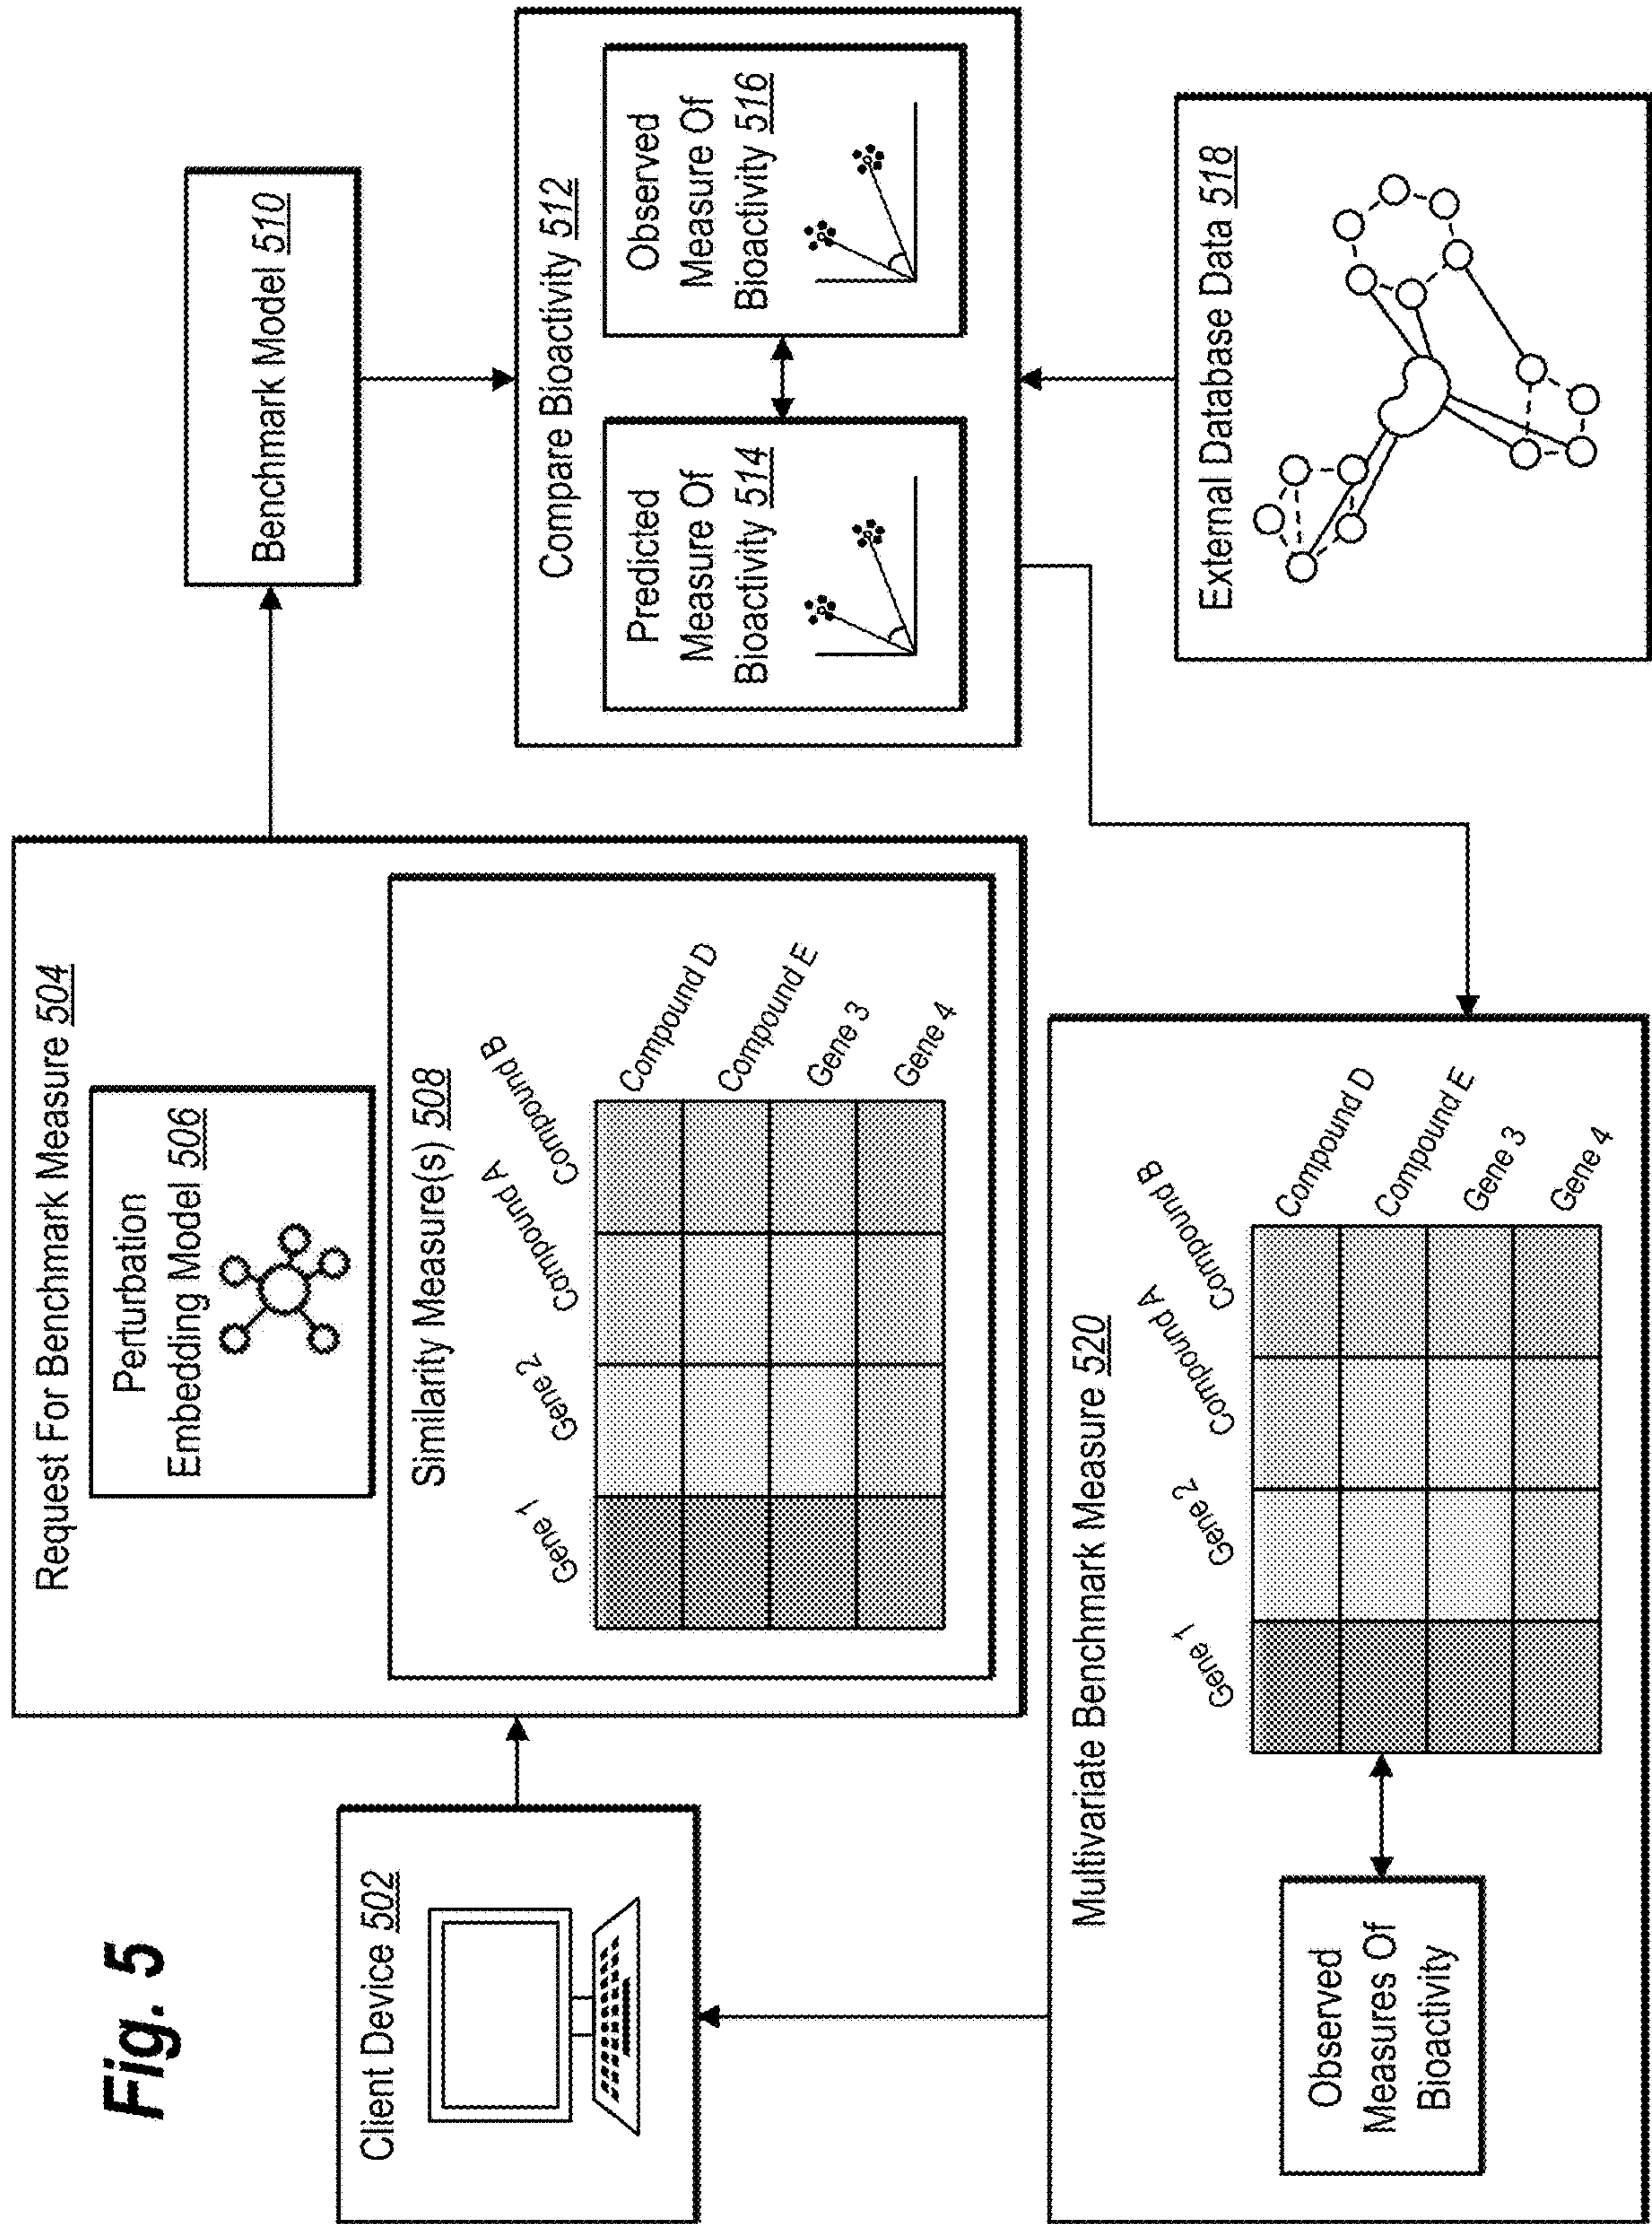 Fig. 5
Client Device 502
Request For Benchmark Measure 504
Perturbation
Embedding Model 506
Similarity Measure(s) 508
Gene 1
Gene 2
Compound A
Compound B
Compound D
Compound E
Gene 3
Gene 4
Benchmark Model 510
Compare Bioactivity 512
Predicted
Measure Of
Bioactivity 514
Observed
Measure Of
Bioactivity 516
External Database Data 518
Multivariate Benchmark Measure 520
Observed
Measures Of
Bioactivity
Gene 1
Gene 2
Compound A
Compound B
Compound D
Compound E
Gene 3
Gene 4